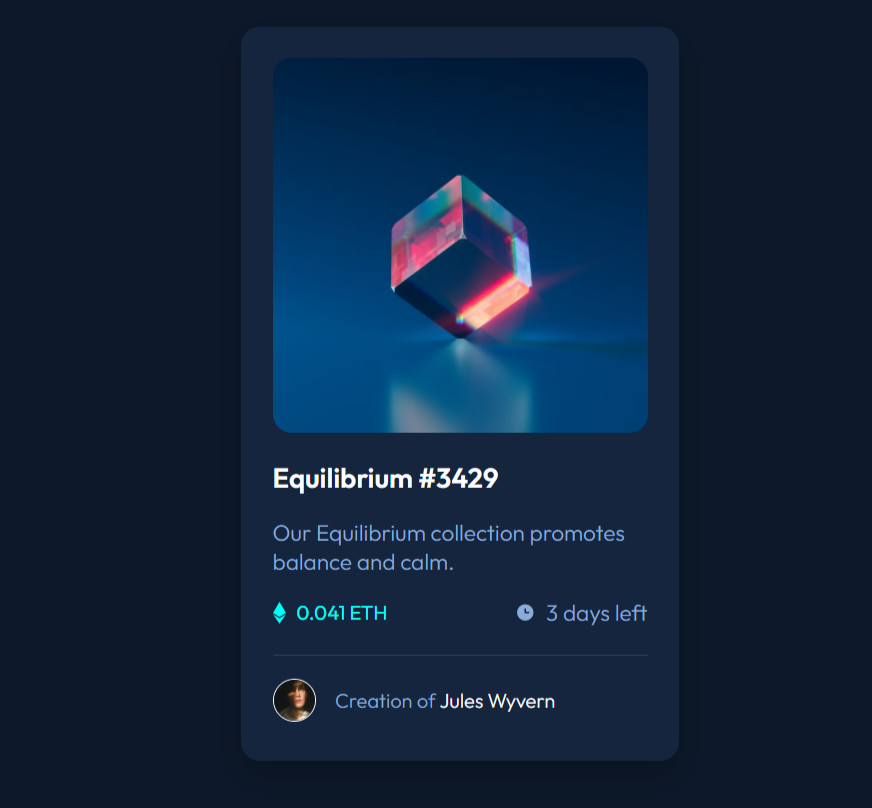 Equilibrium #3429
Our Equilibrium collection promotes
balance and calm.
0.041 ETH
3 days left
Creation of Jules Wyvern